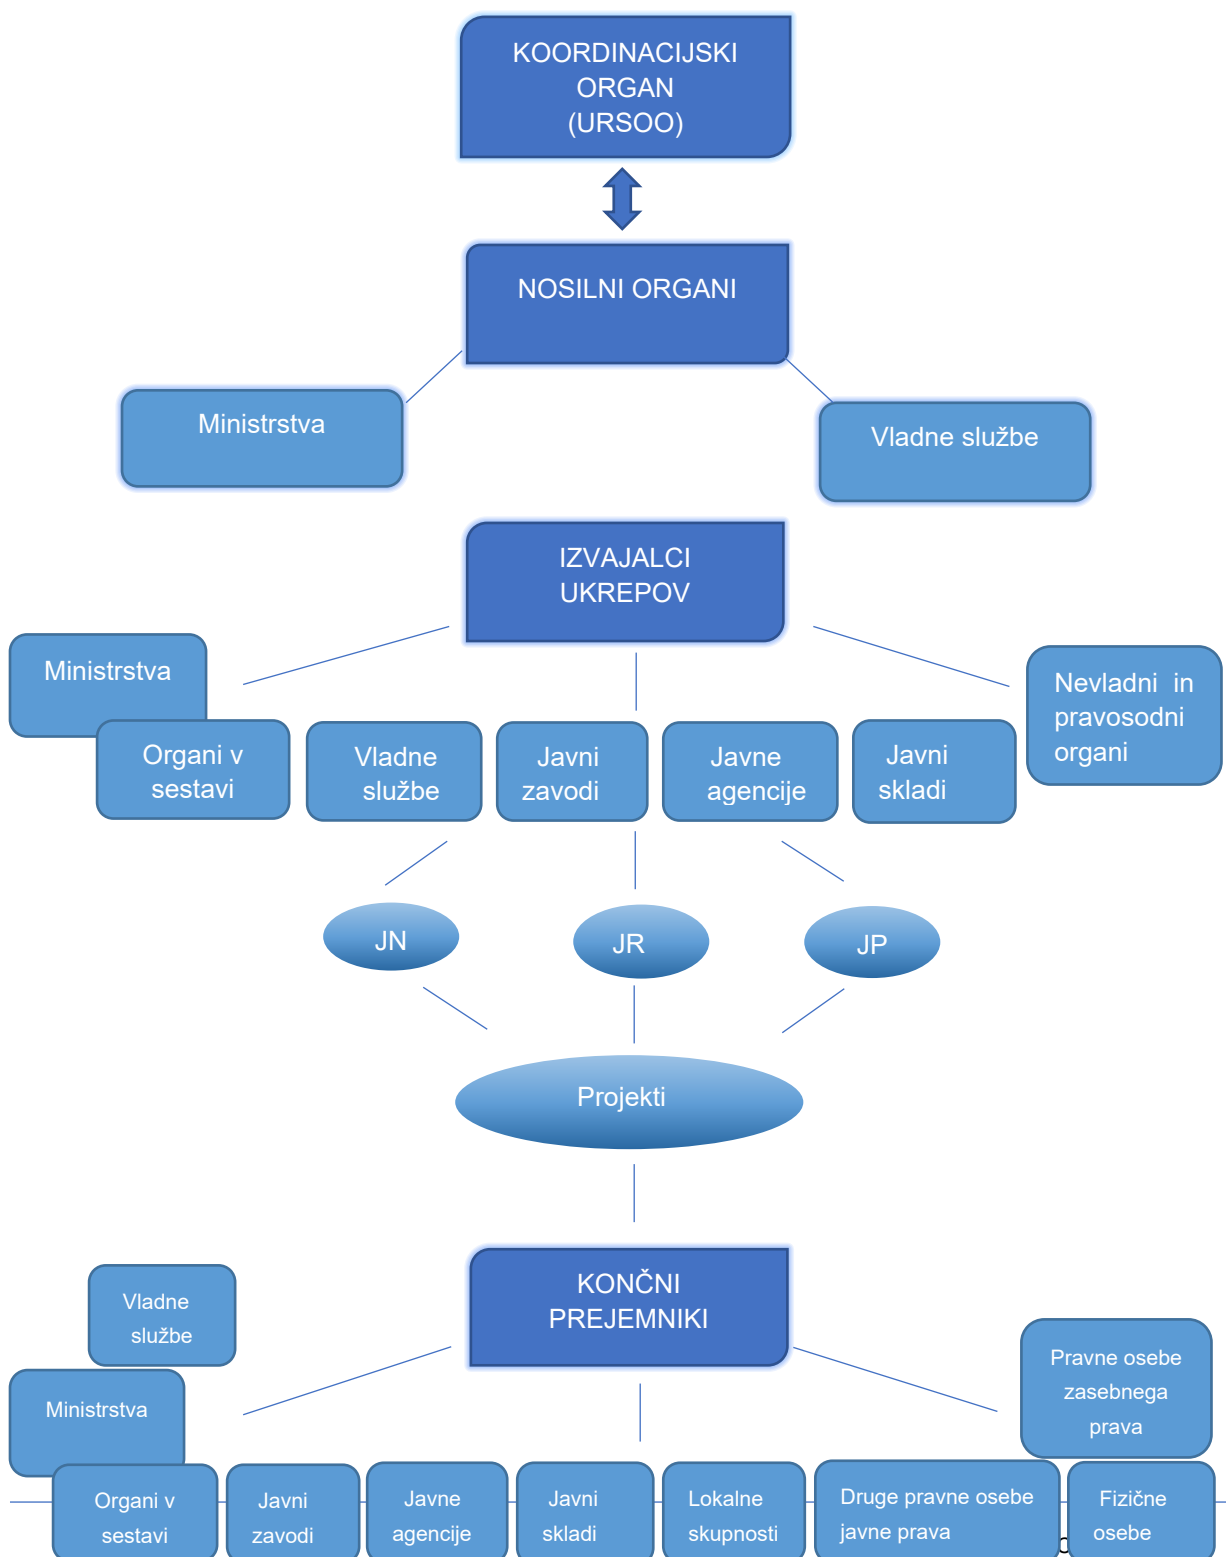 KOORDINACIJSKI
ORGAN
(URSOO)
NOSILNI ORGANI
Ministrstva
Vladne službe
IZVAJALCI
UKREPOV
Ministrstva
Organi v
sestavi
Vladne
službe
Javni
zavodi
Javne
agencije
Javni
skladi
Nevladni in
pravosodni
organi
JN
JR
JP
Projekti
KONČNI
PREJEMNIKI
Vladne
službe
Ministrstva
Pravne osebe
zasebnega
prava
Organi v
sestavi
Javni
zavodi
Javne
agencije
Javni
skladi
Lokalne
skupnosti
Druge pravne osebe
javne prava
Fizične
osebe